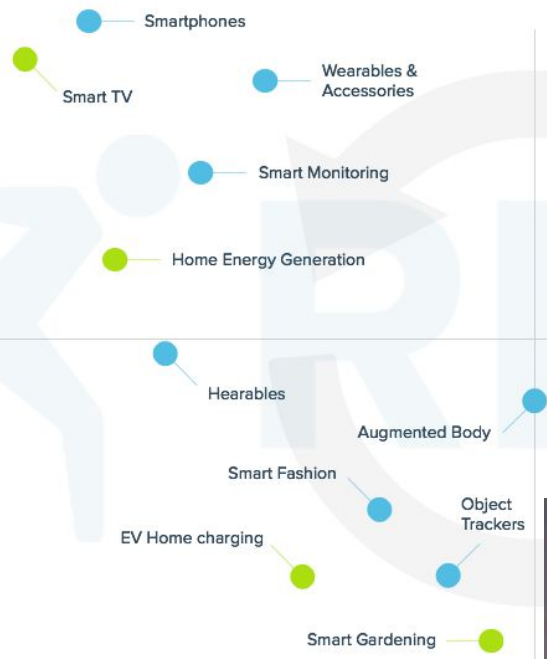 Smartphones
Smart TV
Wearables &
Accessories
Smart Monitoring
Home Energy Generation
Hearables
Augmented Body
Smart Fashion
Object
Trackers
EV Home charging
Smart Gardening